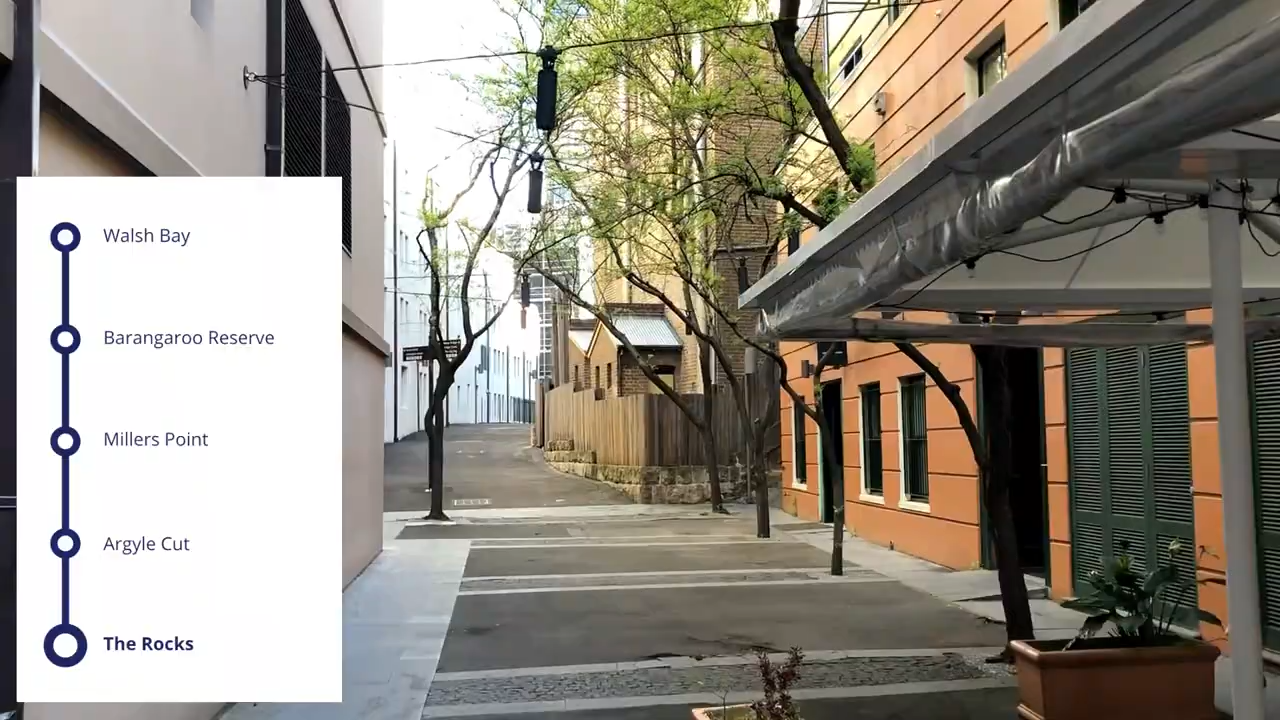 Walsh Bay
Barangaroo Reserve
Millers Point
Argyle Cut
The Rocks